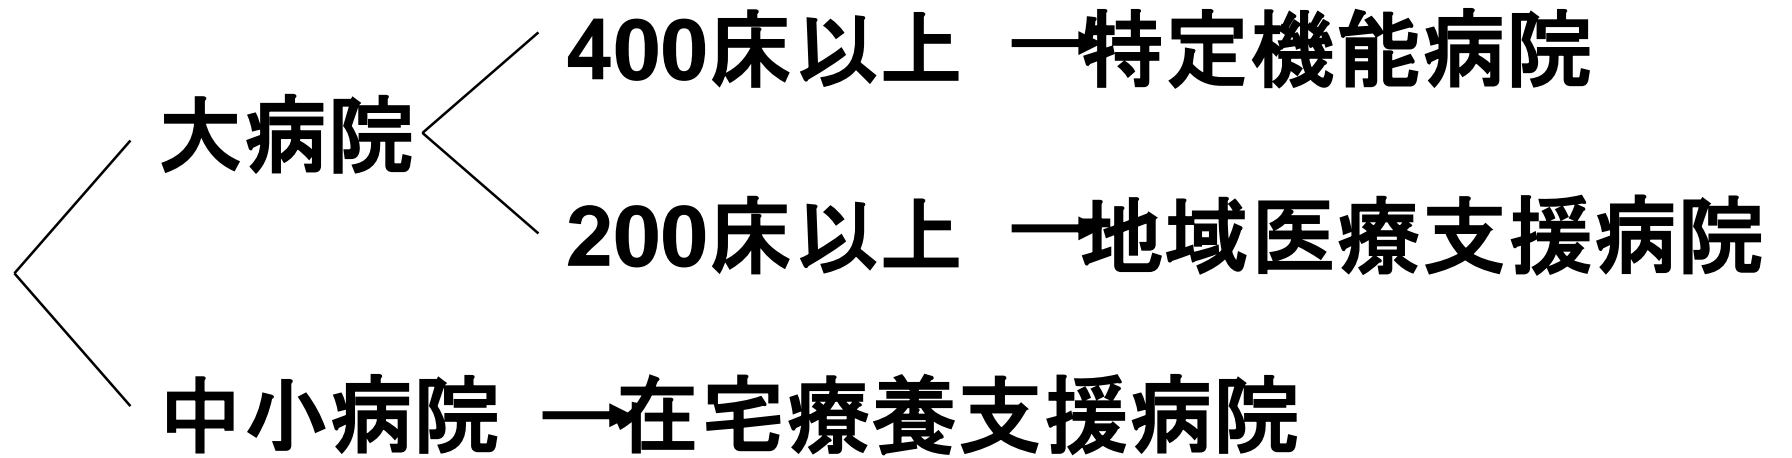 400床以上 →特定機能病院
大病院
200床以上 →地域医療支援病院
中小病院 →在宅療養支援病院